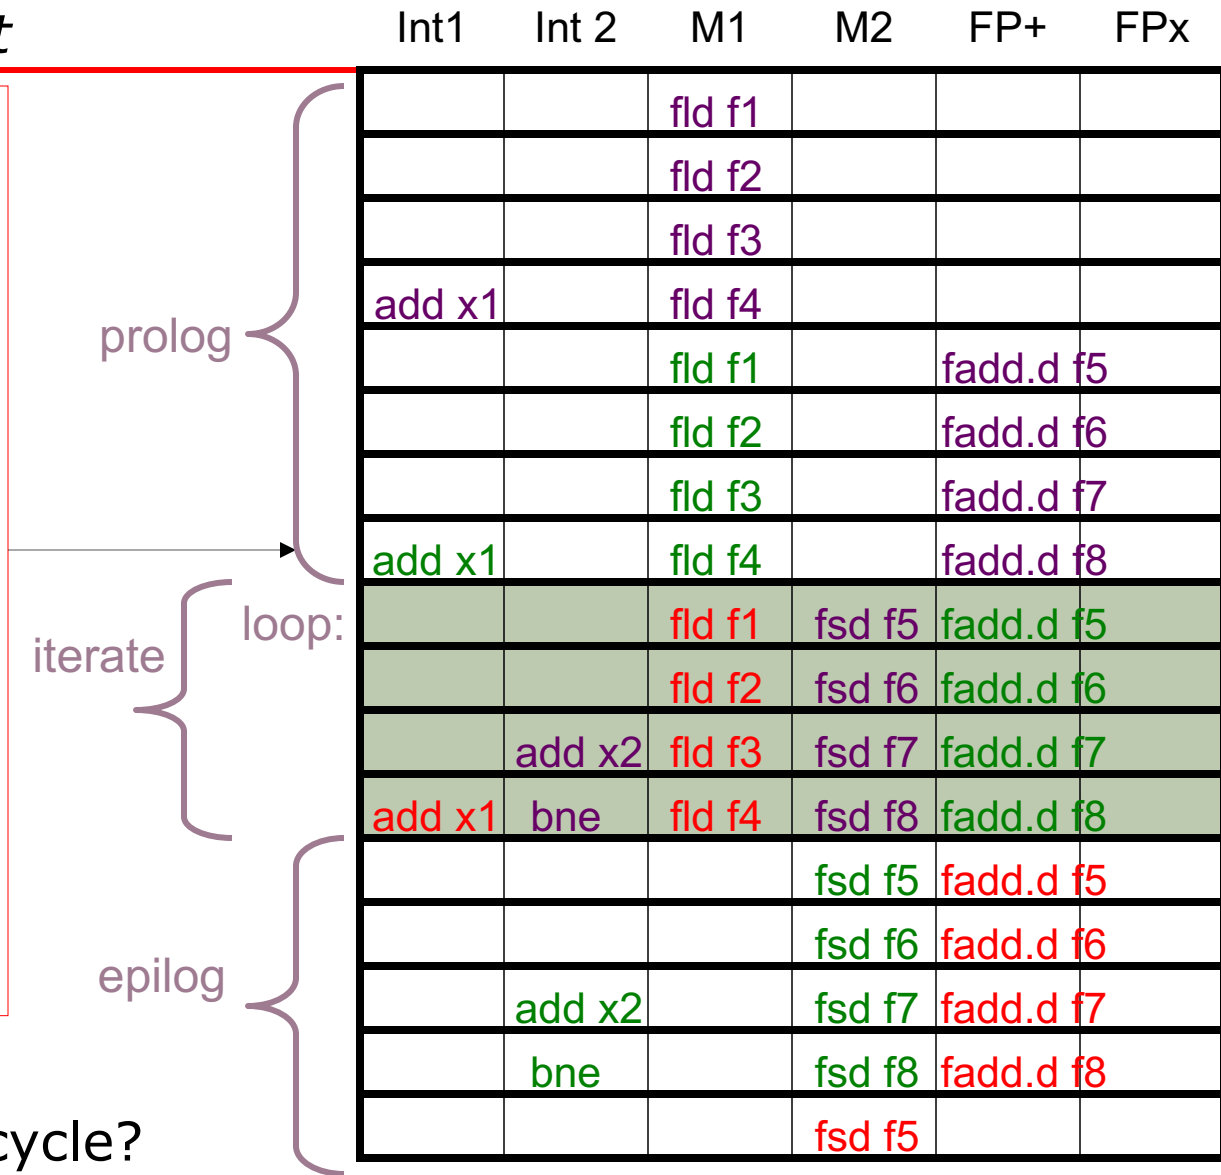 t
Int1 Int 2 M1 M2 FP+ FPx
fld f1
fld f2
fld f3
add x1 fld f4
prolog
fld f1 fadd.d f5
fld f2 fadd.d f6
fld f3 fadd.d f7
add x1 fld f4 fadd.d f8
loop: fld f1 fsd f5 fadd.d f5
iterate
fld f2 fsd f6 fadd.d f6
add x2 fld f3 fsd f7 fadd.d f7
add x1 bne fld f4 fsd f8 fadd.d f8
fsd f5 fadd.d f5
fsd f6 fadd.d f6
epilog
add x2 fsd f7 fadd.d f7
bne fsd f8 fadd.d f8
fsd f5
cycle?